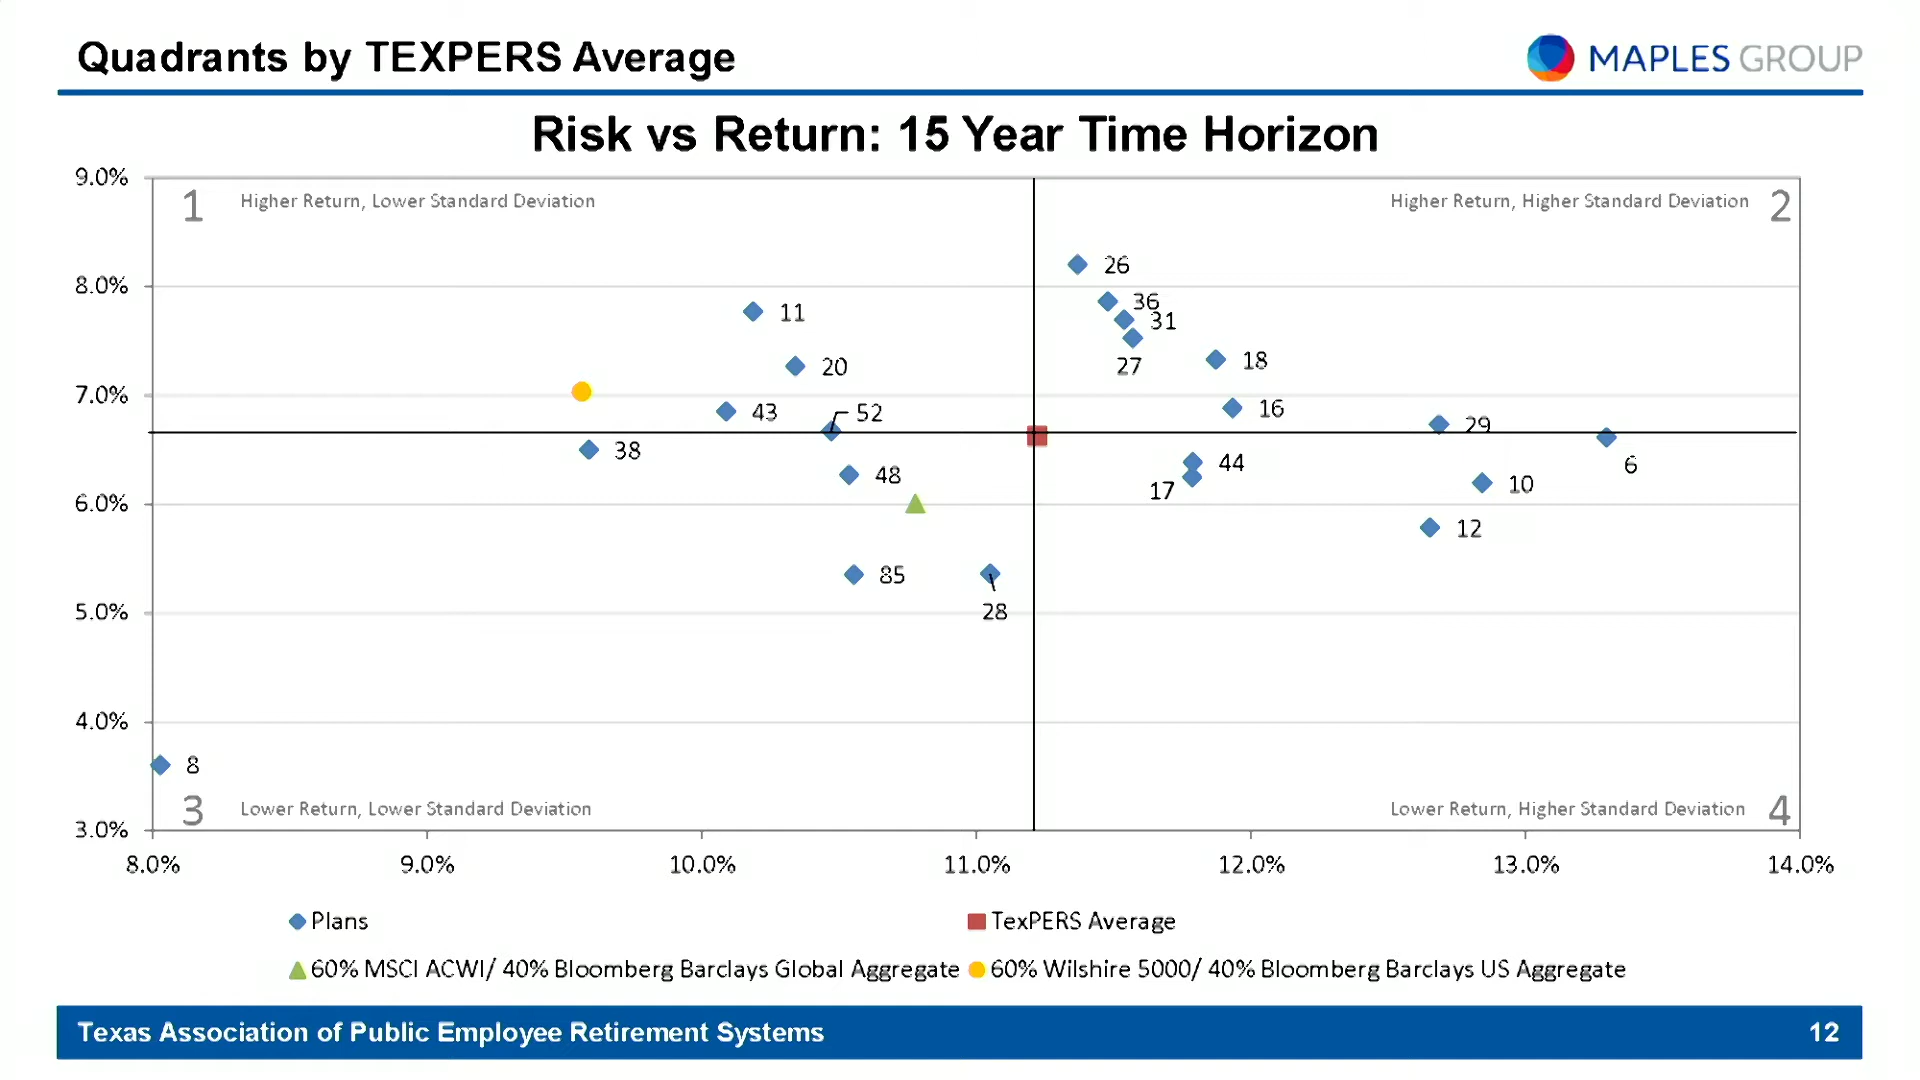 Quadrants by TEXPERS Average
MAPLES GROUP
Risk vs Return: 15 Year Time Horizon
9.0%
1 Higher Return, Lower Standard Deviation
Higher Return, Higher Standard Deviation 2
26
8.0%
36
11
31
18
27
20
7.0%
16
43
52
29
38
44
6
48
10
17
6.0%
12
85
5.0%
28
4.0%
8
3 Lower Return, Lower Standard Deviation
Lower Return, Higher Standard Deviation 4
3.0%
8.0% 9.0% 10.0% 11.0% 12.0% 13.0% 14.0%
Plans
TexPERS Average
60% MSCI ACWI/ 40% Bloomberg Barclays Global Aggregate
60% Wilshire 5000/ 40% Bloomberg Barclays US Aggregate
Texas Association of Public Employee Retirement Systems
12